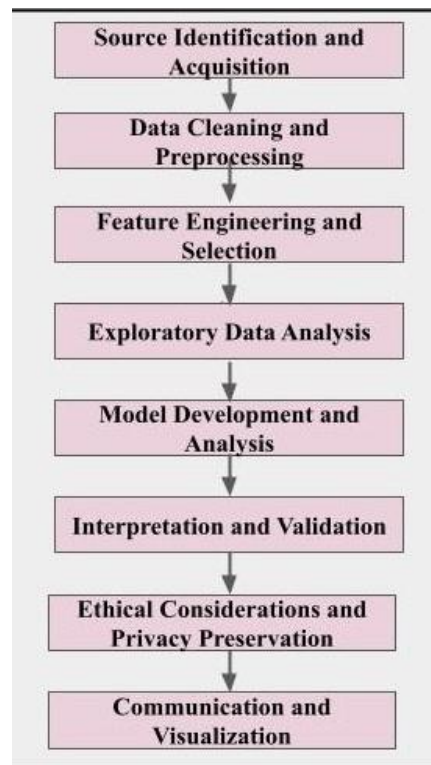 Source Identification and
Acquisition
Data Cleaning and
Preprocessing
Feature Engineering and
Selection
Exploratory Data Analysis
Model Development and
Analysis
Interpretation and Validation
Ethical Considerations and
Privacy Preservation
Communication and
Visualization